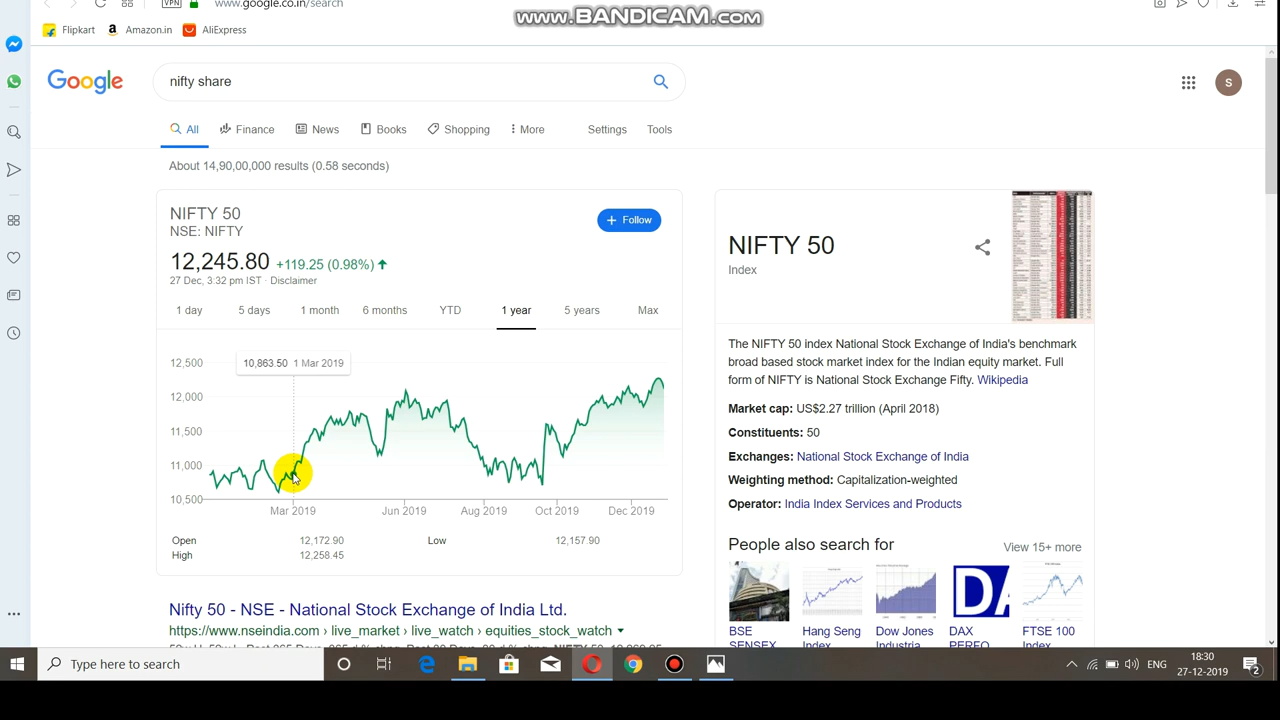 www.BANDICAM.com
VPN
www.google.co.in/search
Flipkart
Amazon.in
AliExpress
Google
nifty share
S
All
Finance
News
Books
Shopping
More
Settings
Tools
About 14,90,00,000 results (0.58 seconds)
NIFTY 50
NSE: NIFTY
Follow
12,245.80 +119.25 (0.98%)
27 Dec, 3:32 pm IST · Disclaimer
1 day
5 days
1 month
6 months
YTD
1 year
5 years
Max
10,863.50 1 Mar 2019
12,500
12,000
11,500
11,000
10,500
Mar 2019
Jun 2019
Aug 2019
Oct 2019
Dec 2019
Open 12,172.90
High 12,258.45
Low 12,157.90
Nifty 50 - NSE - National Stock Exchange of India Ltd.
https://www.nseindia.com › live_market › live_watch › equities_stock_watch
NIFTY 50
Index
The NIFTY 50 index National Stock Exchange of India's benchmark
broad based stock market index for the Indian equity market. Full
form of NIFTY is National Stock Exchange Fifty. Wikipedia
Market cap: US$2.27 trillion (April 2018)
Constituents: 50
Exchanges: National Stock Exchange of India
Weighting method: Capitalization-weighted
Operator: India Index Services and Products
People also search for
View 15+ more
BSE
SENSEX
Hang Seng
Index
Dow Jones
Industria...
DA
DAX
PERFO...
FTSE 100
Index
Type here to search
ENG
18:30
27-12-2019
2